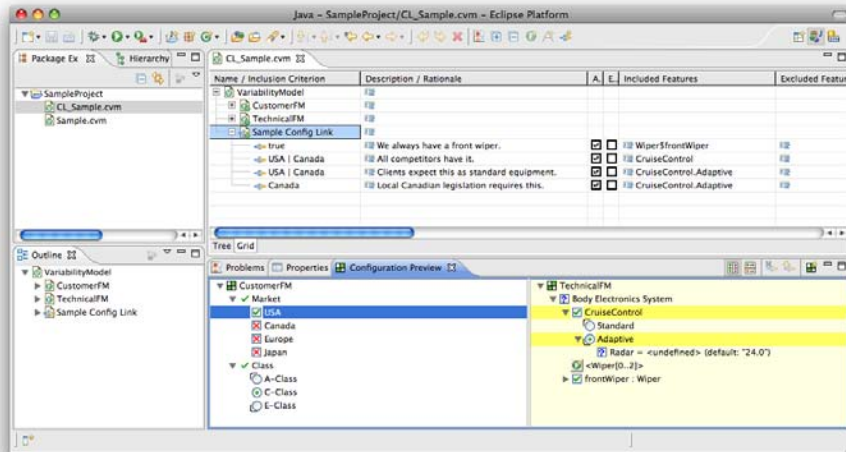 Java - SampleProject/CL_Sample.cvm - Eclipse Platform
Package Ex Hierarchy
SampleProject
CL_Sample.cvm
Sample.cvm
CL_Sample.cvm
Name / Inclusion Criterion Description / Rationale A. E. Included Features Excluded Featur
VariabilityModel
CustomerFM
TechnicalFM
Sample Config Link
true We always have a front wiper. Wiper$frontWiper
USA | Canada All competitors have it. CruiseControl
USA | Canada Clients expect this as standard equipment. CruiseControl.Adaptive
Canada Local Canadian legislation requires this. CruiseControl.Adaptive
Tree Grid
Outline
VariabilityModel
CustomerFM
TechnicalFM
Sample Config Link
Problems Properties Configuration Preview
CustomerFM
Market
USA
Canada
Europe
Japan
Class
A-Class
C-Class
E-Class
TechnicalFM
Body Electronics System
CruiseControl
Standard
Adaptive
Radar = <undefined> (default: "24.0")
<Wiper[0..2]>
frontWiper : Wiper